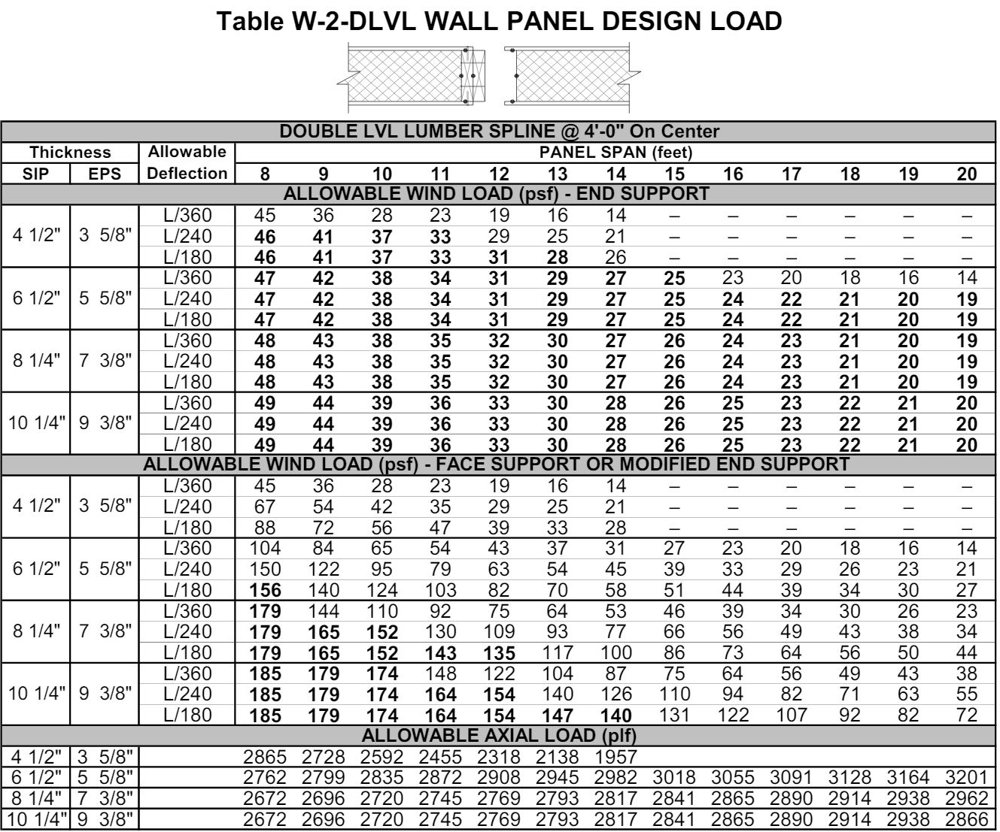 Table W-2-DLVL WALL PANEL DESIGN LOAD
DOUBLE LVL LUMBER SPLINE @ 4'-0" On Center
Thickness Allowable PANEL SPAN (feet)
SIP EPS Deflection 8 9 10 11 12 13 14 15 16 17 18 19 20
ALLOWABLE WIND LOAD (psf) - END SUPPORT
L/360 45 36 28 23 19 16 14 – – – – – –
4 1/2" 3 5/8" L/240 46 41 37 33 29 25 21 – – – – – –
L/180 46 41 37 33 31 28 26 – – – – – –
L/360 47 42 38 34 31 29 27 25 23 20 18 16 14
6 1/2" 5 5/8" L/240 47 42 38 34 31 29 27 25 24 22 21 20 19
L/180 47 42 38 34 31 29 27 25 24 22 21 20 19
L/360 48 43 38 35 32 30 27 26 24 23 21 20 19
8 1/4" 7 3/8" L/240 48 43 38 35 32 30 27 26 24 23 21 20 19
L/180 48 43 38 35 32 30 27 26 24 23 21 20 19
L/360 49 44 39 36 33 30 28 26 25 23 22 21 20
10 1/4" 9 3/8" L/240 49 44 39 36 33 30 28 26 25 23 22 21 20
L/180 49 44 39 36 33 30 28 26 25 23 22 21 20
ALLOWABLE WIND LOAD (psf) - FACE SUPPORT OR MODIFIED END SUPPORT
L/360 45 36 28 23 19 16 14 – – – – – –
4 1/2" 3 5/8" L/240 67 54 42 35 29 25 21 – – – – – –
L/180 88 72 56 47 39 33 28 – – – – – –
L/360 104 84 65 54 43 37 31 27 23 20 18 16 14
6 1/2" 5 5/8" L/240 150 122 95 79 63 54 45 39 33 29 26 23 21
L/180 156 140 124 103 82 70 58 51 44 39 34 30 27
L/360 179 144 110 92 75 64 53 46 39 34 30 26 23
8 1/4" 7 3/8" L/240 179 165 152 130 109 93 77 66 56 49 43 38 34
L/180 179 165 152 143 135 117 100 86 73 64 56 50 44
L/360 185 179 174 148 122 104 87 75 64 56 49 43 38
10 1/4" 9 3/8" L/240 185 179 174 164 154 140 126 110 94 82 71 63 55
L/180 185 179 174 164 154 147 140 131 122 107 92 82 72
ALLOWABLE AXIAL LOAD (plf)
4 1/2" 3 5/8" 2865 2728 2592 2455 2318 2138 1957
6 1/2" 5 5/8" 2762 2799 2835 2872 2908 2945 2982 3018 3055 3091 3128 3164 3201
8 1/4" 7 3/8" 2672 2696 2720 2745 2769 2793 2817 2841 2865 2890 2914 2938 2962
10 1/4" 9 3/8" 2672 2696 2720 2745 2769 2793 2817 2841 2865 2890 2914 2938 2866